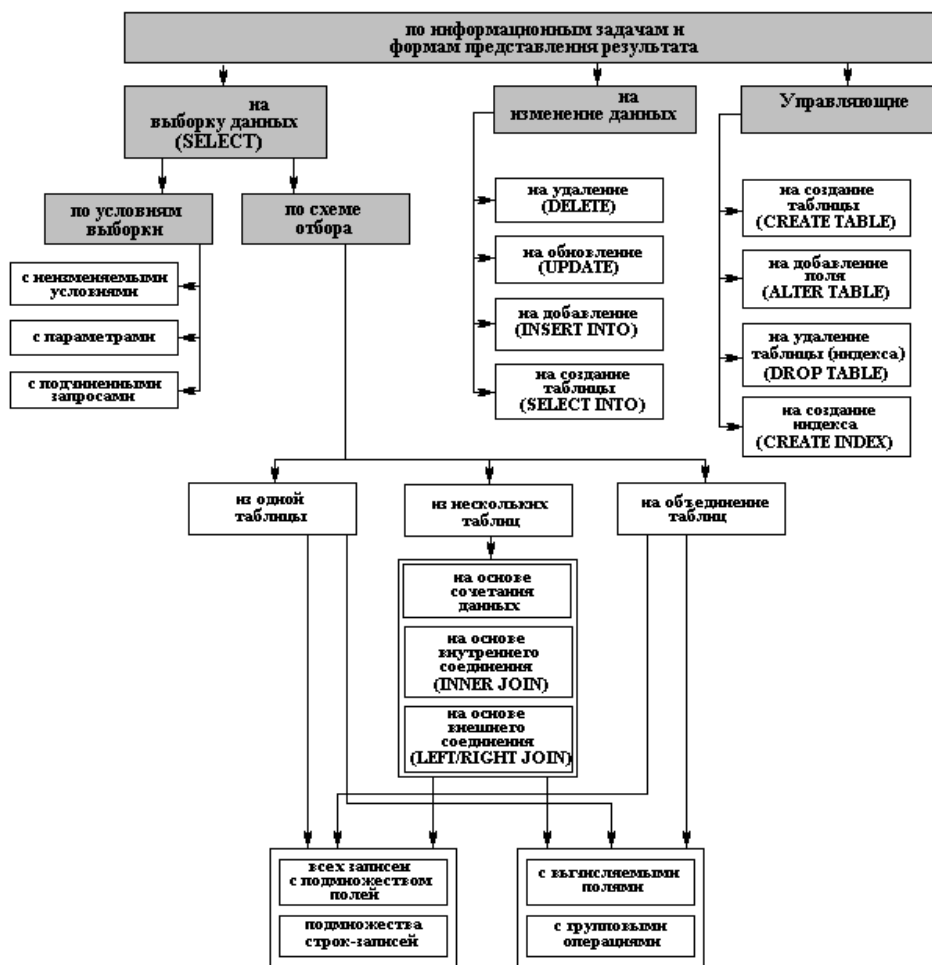 по информационным задачам и
формам представления результата
на
выборку данных
(SELECT)
на
изменение данных
Управляющие
по условиям
выборки
по схеме
отбора
с неизменяемыми
условиями
с параметрами
с подчиненными
запросами
на удаление
(DELETE)
на обновление
(UPDATE)
на добавление
(INSERT INTO)
на создание
таблицы
(SELECT INTO)
на создание
таблицы
(CREATE TABLE)
на добавление
поля
(ALTER TABLE)
на удаление
таблицы (индекса)
(DROP TABLE)
на создание
индекса
(CREATE INDEX)
из одной
таблицы
из нескольких
таблиц
на объединение
таблиц
на основе
сочетания
данных
на основе
внутреннего
соединения
(INNER JOIN)
на основе
внешнего
соединения
(LEFT/RIGHT JOIN)
всех записей
с подмножеством
полей
подмножества
строк-записей
с вычисляемыми
полями
с групповыми
операциями